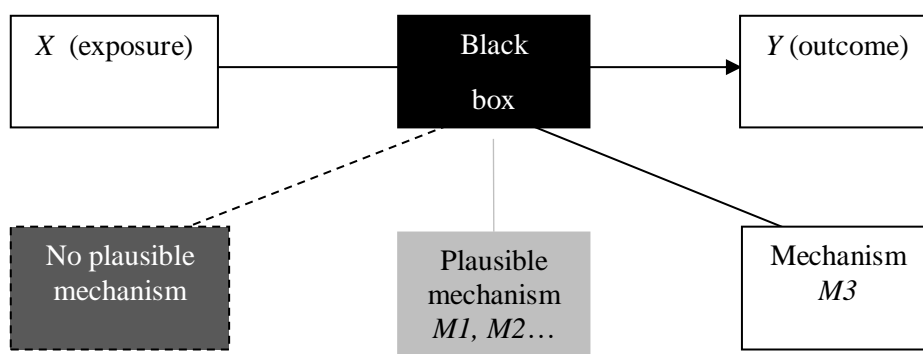 X (exposure)
Black
box
Y (outcome)
No plausible
mechanism
Plausible
mechanism
M1, M2…
Mechanism
M3